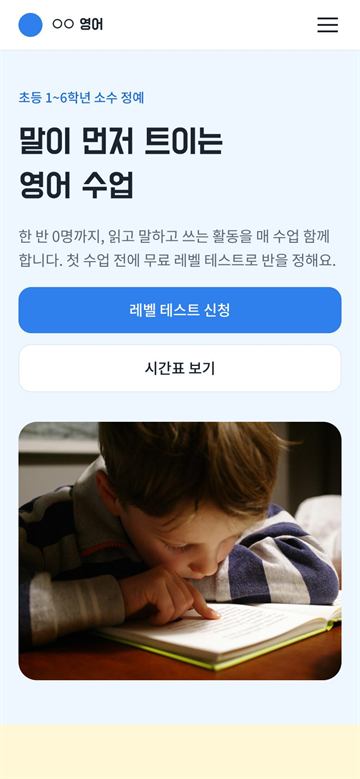 ○○ 영어
초등 1~6학년 소수 정예
말이 먼저 트이는
영어 수업
한 반 0명까지, 읽고 말하고 쓰는 활동을 매 수업 함께
합니다. 첫 수업 전에 무료 레벨 테스트로 반을 정해요.
레벨 테스트 신청
시간표 보기